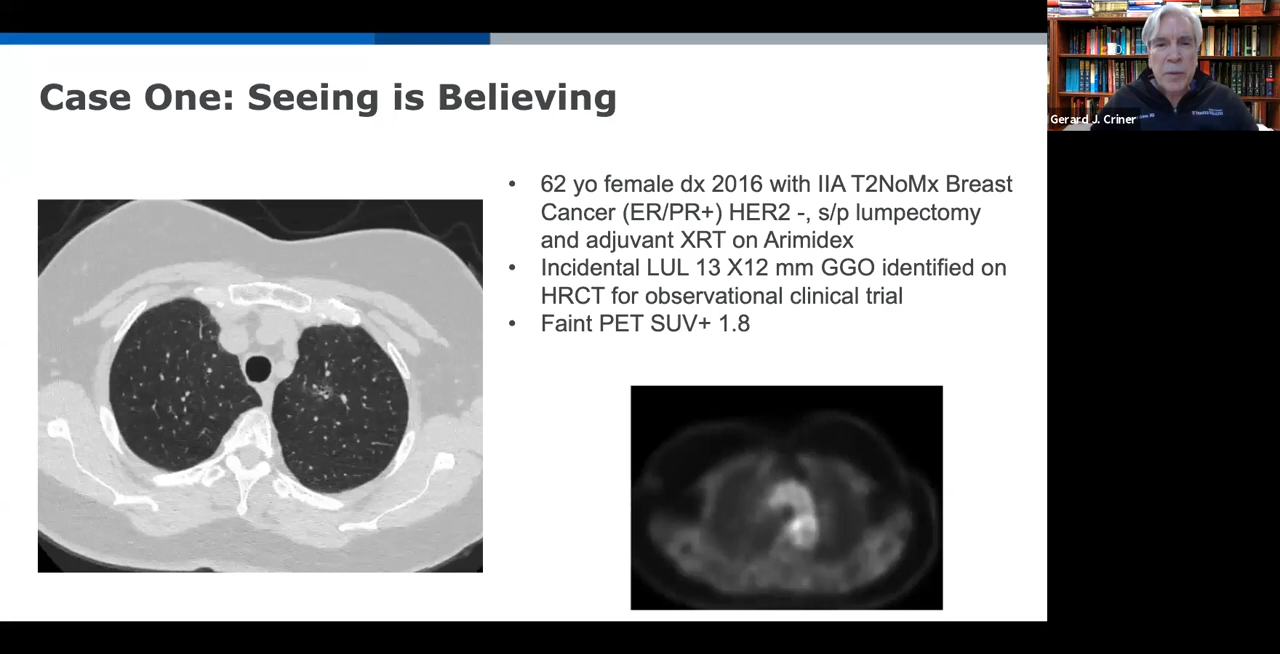 Case One: Seeing is Believing
• 62 yo female dx 2016 with IIA T2NoMx Breast
Cancer (ER/PR+) HER2 -, s/p lumpectomy
and adjuvant XRT on Arimidex
• Incidental LUL 13 X12 mm GGO identified on
HRCT for observational clinical trial
• Faint PET SUV+ 1.8
Gerard J. Criner